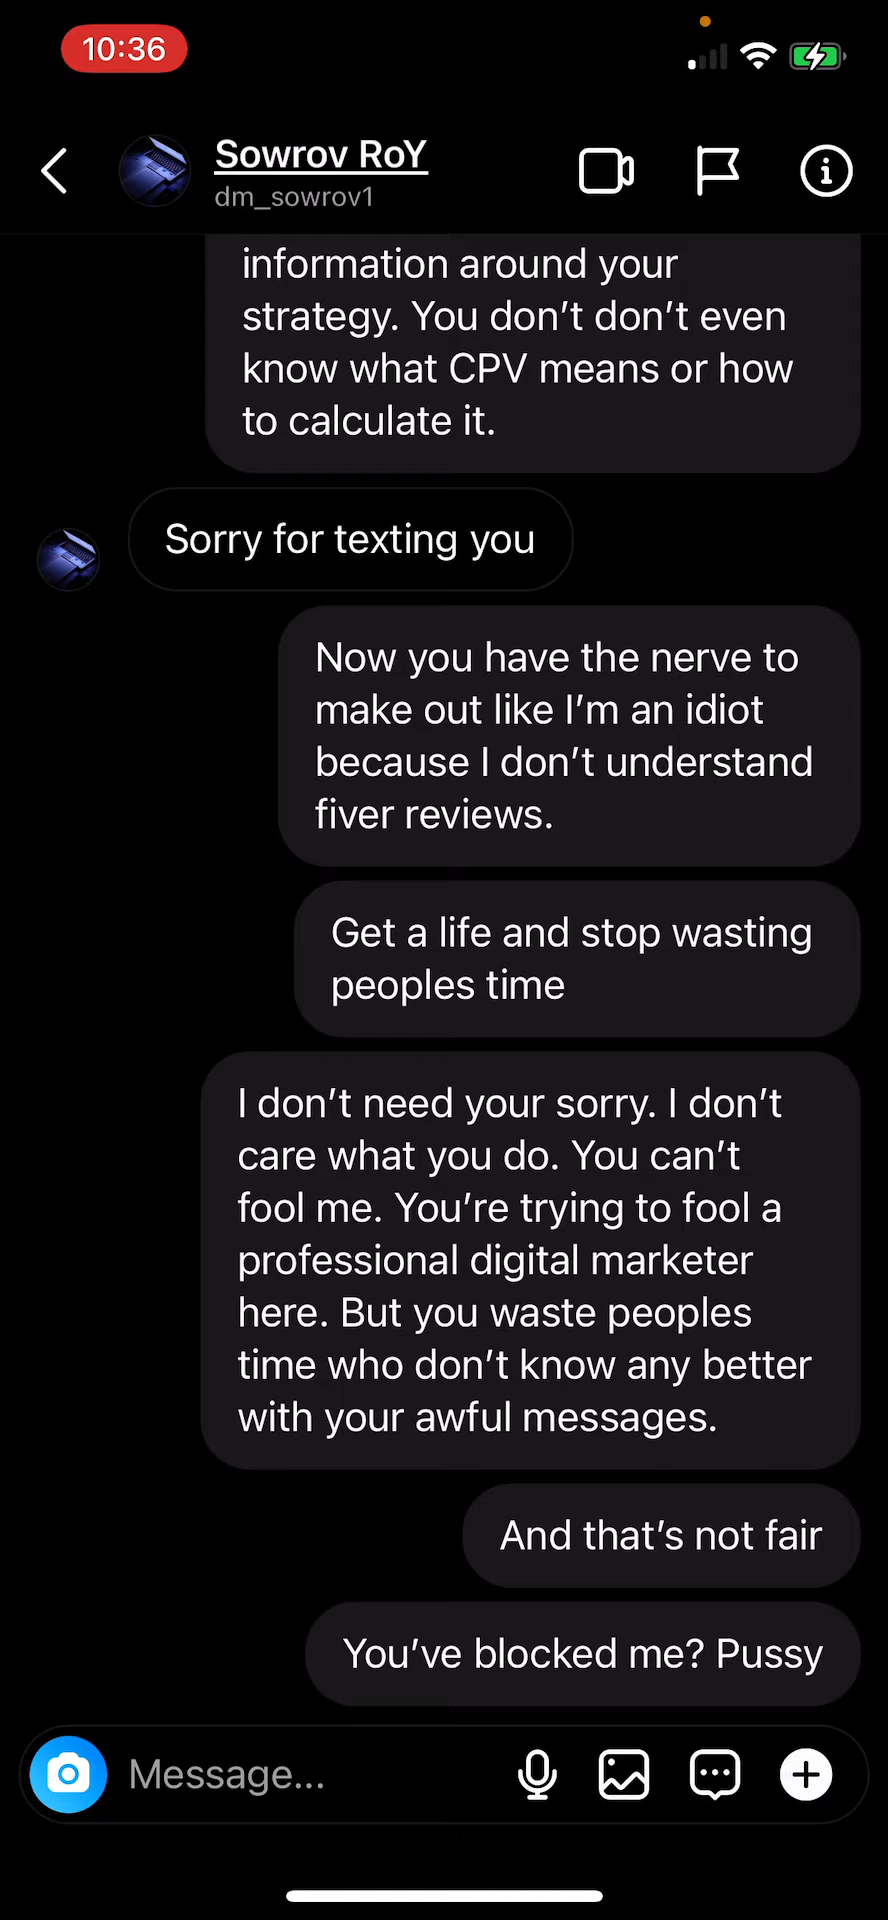 10:36
Sowrov RoY
dm_sowrov1
information around your
strategy. You don’t don’t even
know what CPV means or how
to calculate it.
Sorry for texting you
Now you have the nerve to
make out like I’m an idiot
because I don’t understand
fiver reviews.
Get a life and stop wasting
peoples time
I don’t need your sorry. I don’t
care what you do. You can’t
fool me. You’re trying to fool a
professional digital marketer
here. But you waste peoples
time who don’t know any better
with your awful messages.
And that’s not fair
You’ve blocked me? Pussy
Message...